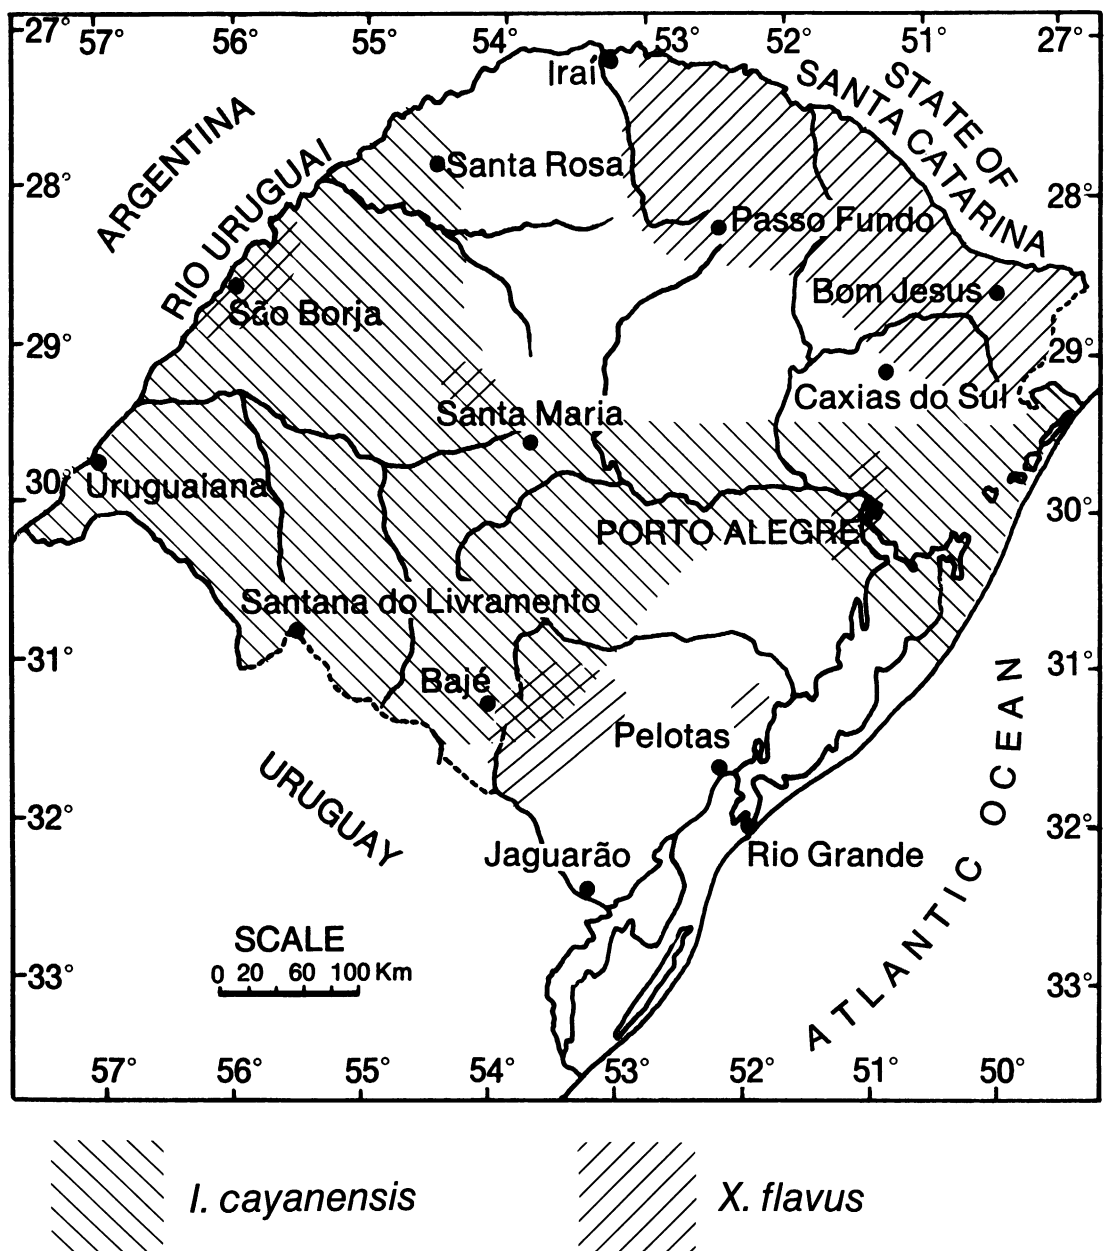 27° 57° 56° 55° 54° 53° 52° 51° 27°
Iraí
STATE OF
SANTA CATARINA
ARGENTINA
RIO URUGUAI
Santa Rosa
28° 28°
Passo Fundo
Bom Jesus
São Borja
29° 29°
Caxias do Sul
Santa Maria
Uruguaiana
30° 30°
PORTO ALEGRE
Santana do Livramento
31° 31°
Bajé
Pelotas
URUGUAY
32° 32°
Jaguarão
Rio Grande
ATLANTIC OCEAN
SCALE
0 20 60 100 Km
33° 33°
57° 56° 55° 54° 53° 52° 51° 50°
I. cayanensis
X. flavus